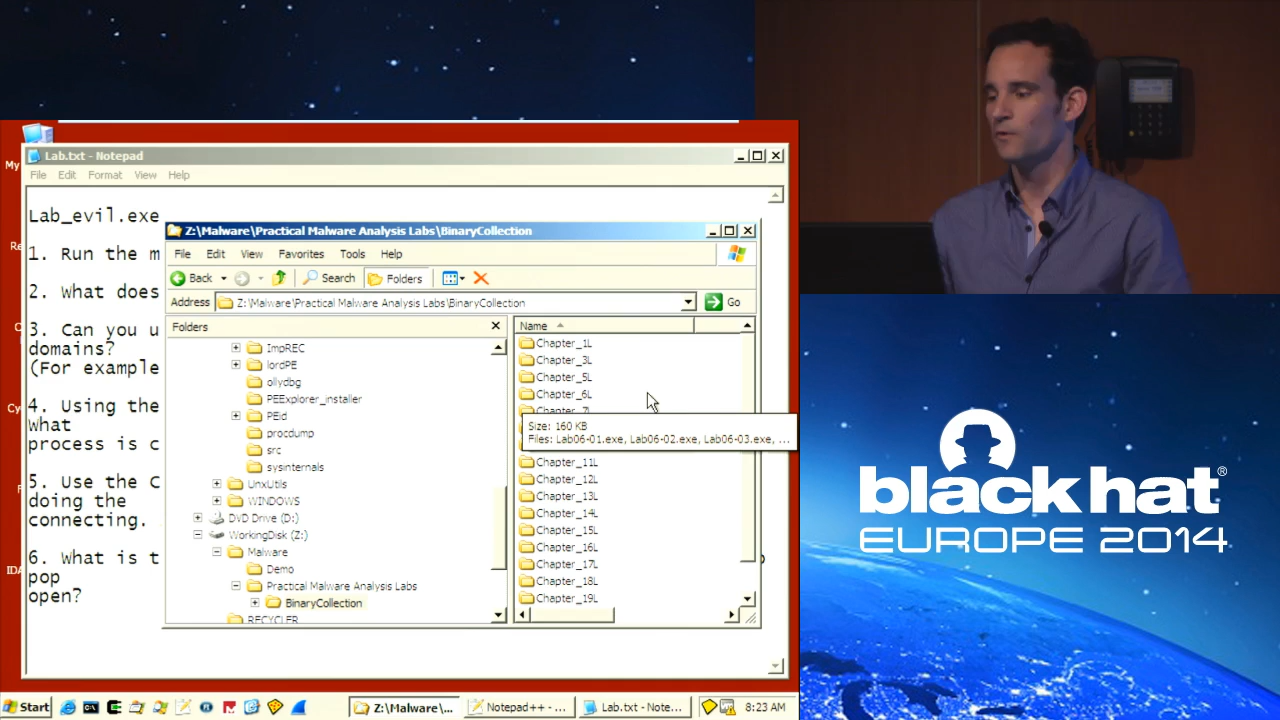 My
Re
Cy
IDA
Lab.txt - Notepad
File Edit Format View Help
Lab_evil.exe
1. Run the m
2. What does
3. Can you u
domains?
(For example
4. Using the
What
process is c
5. Use the C
doing the
connecting.
6. What is t
pop
open?
Z:\Malware\Practical Malware Analysis Labs\BinaryCollection
File Edit View Favorites Tools Help
Back Search Folders
Address Z:\Malware\Practical Malware Analysis Labs\BinaryCollection Go
Folders
ImpREC
lordPE
ollydbg
PEExplorer_installer
PEid
procdump
src
sysinternals
UnxUtils
WINDOWS
DVD Drive (D:)
WorkingDisk (Z:)
Malware
Demo
Practical Malware Analysis Labs
BinaryCollection
RECYCLER
Name
Chapter_1L
Chapter_3L
Chapter_5L
Chapter_6L
Chapter_7L
Size: 160 KB
Files: Lab06-01.exe, Lab06-02.exe, Lab06-03.exe, ...
Chapter_11L
Chapter_12L
Chapter_13L
Chapter_14L
Chapter_15L
Chapter_16L
Chapter_17L
Chapter_18L
Chapter_19L
Start Z:\Malware\... Notepad++ - ... Lab.txt - Note... 8:23 AM
black hat®
EUROPE 2014